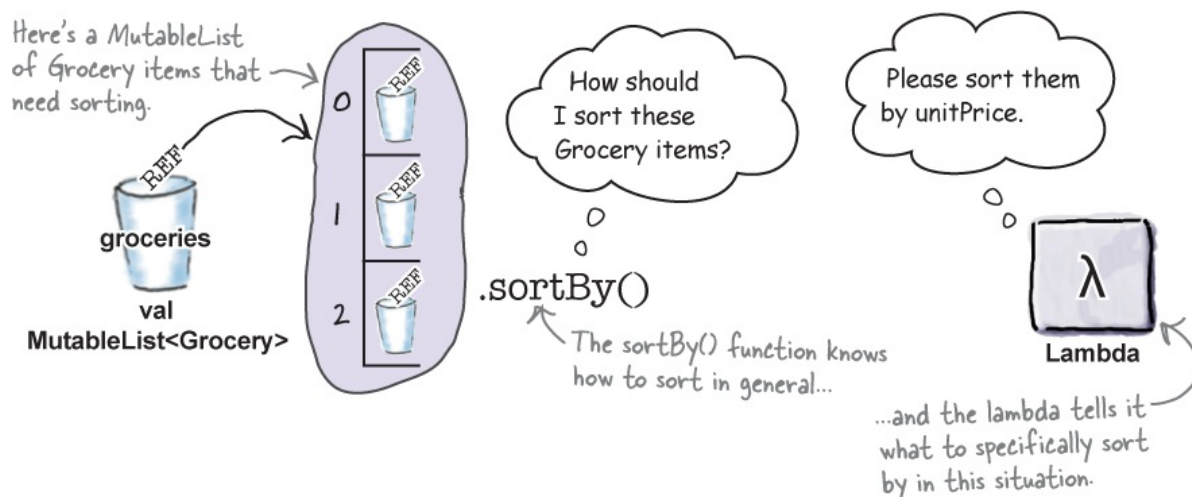 Here's a MutableList
of Grocery items that
need sorting.
REF
groceries
val
MutableList<Grocery>
0
REF
1
REF
2
REF
.sortBy()
How should
I sort these
Grocery items?
The sortBy() function knows
how to sort in general...
Please sort them
by unitPrice.
λ
Lambda
...and the lambda tells it
what to specifically sort
by in this situation.